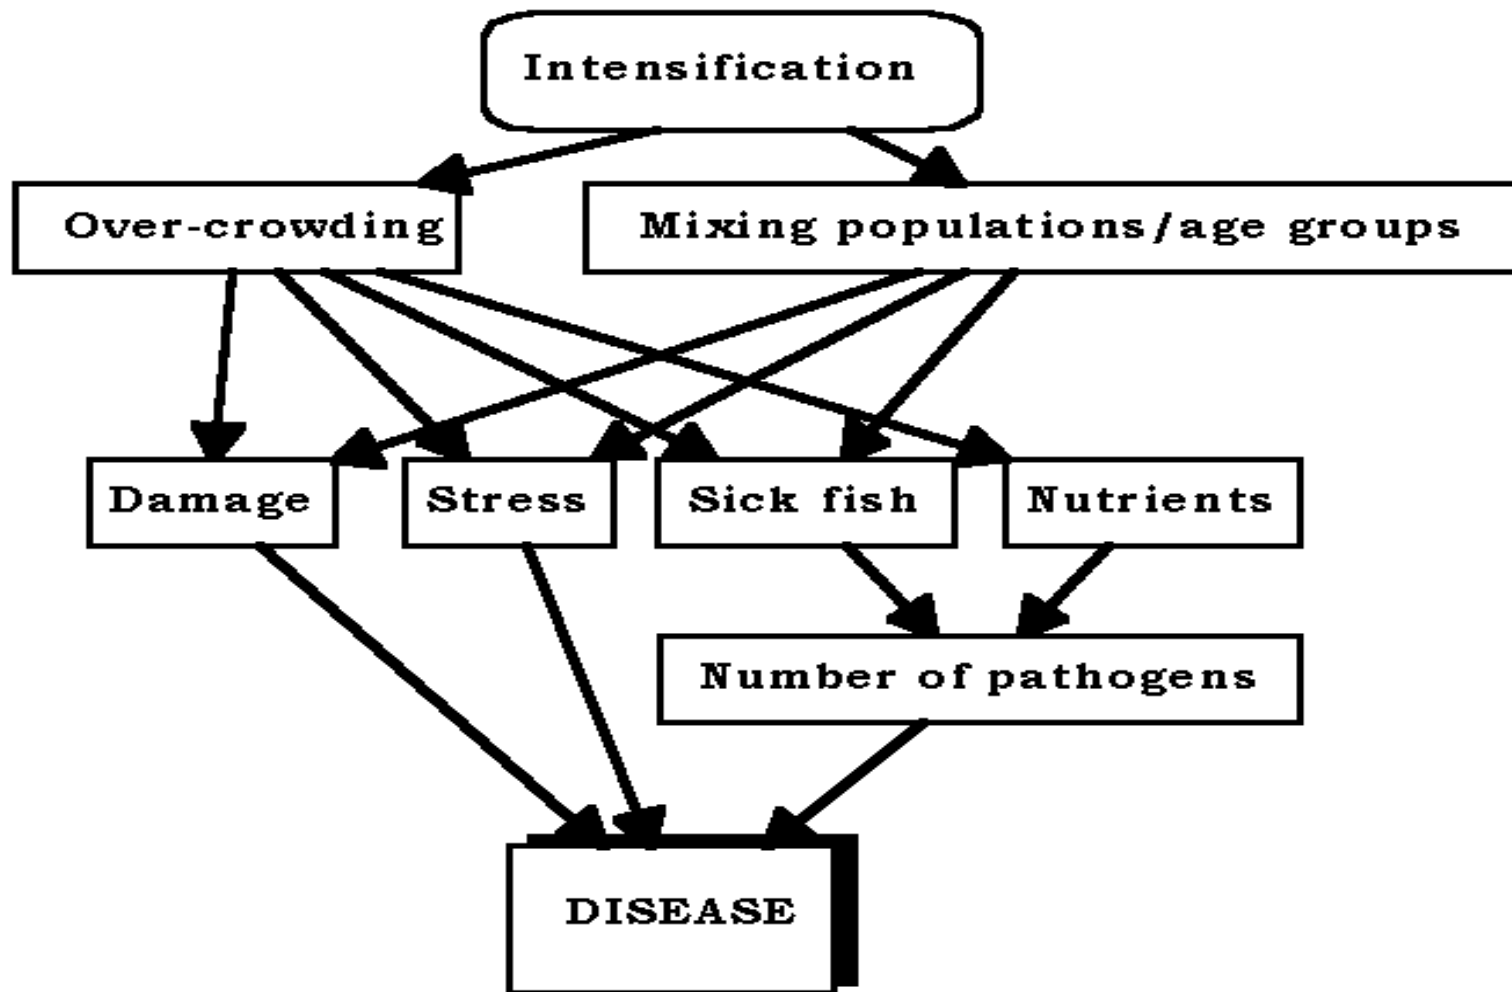 Intensification
Over-crowding
Mixing populations/age groups
Damage
Stress
Sick fish
Nutrients
Number of pathogens
DISEASE